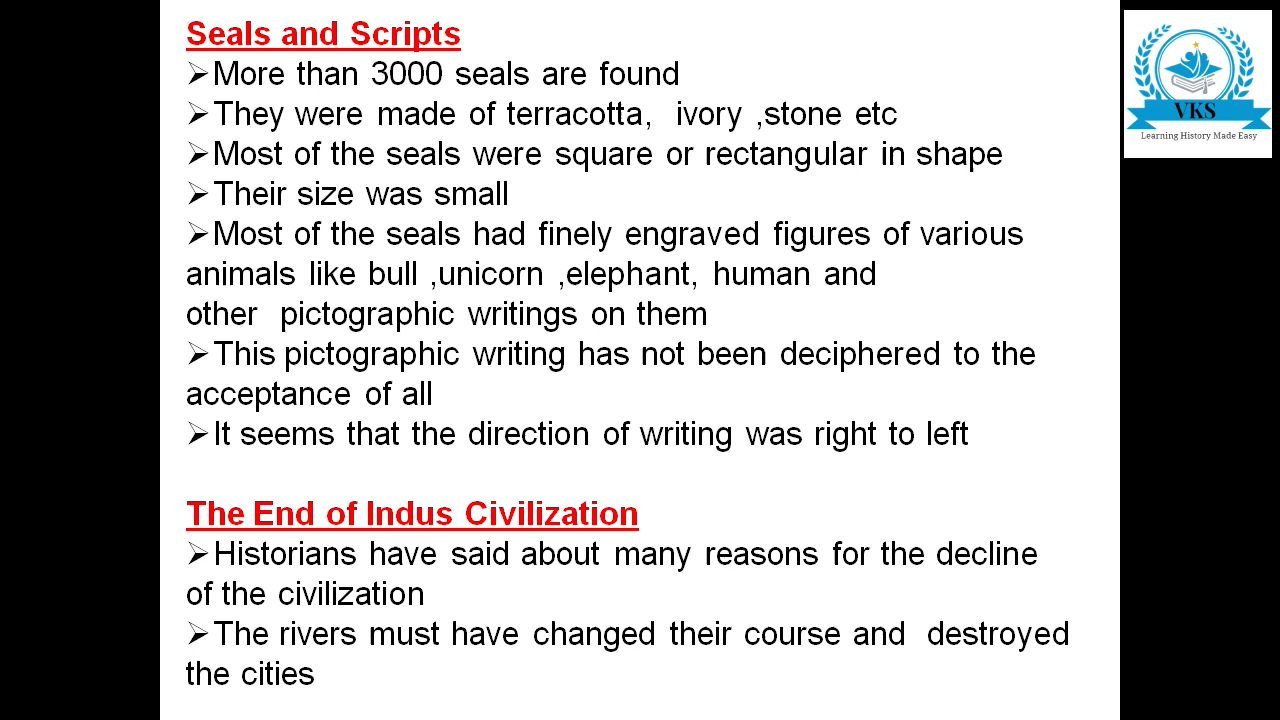 Seals and Scripts
➢More than 3000 seals are found
➢They were made of terracotta, ivory ,stone etc
➢Most of the seals were square or rectangular in shape
➢Their size was small
➢Most of the seals had finely engraved figures of various
animals like bull ,unicorn ,elephant, human and
other pictographic writings on them
➢This pictographic writing has not been deciphered to the
acceptance of all
➢It seems that the direction of writing was right to left
The End of Indus Civilization
➢Historians have said about many reasons for the decline
of the civilization
➢The rivers must have changed their course and destroyed
the cities
VKS
Learning History Made Easy